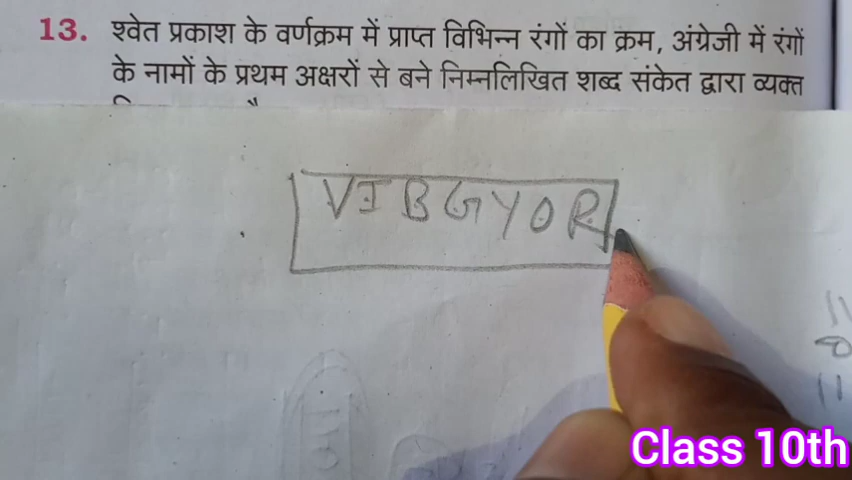 13. श्वेत प्रकाश के वर्णक्रम में प्राप्त विभिन्न रंगों का क्रम, अंग्रेजी में रंगों
के नामों के प्रथम अक्षरों से बने निम्नलिखित शब्द संकेत द्वारा व्यक्त
VIBGYOR
Class 10th